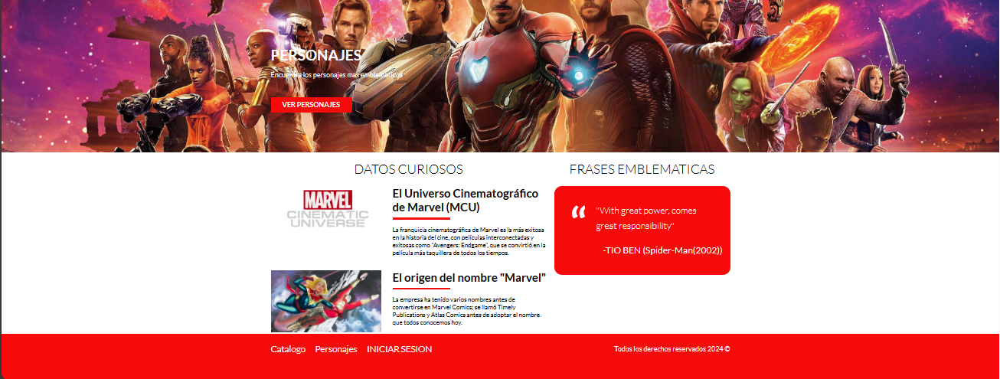 PERSONAJES
Encuentra los personajes mas emblematicos
VER PERSONAJES
DATOS CURIOSOS
MARVEL
CINEMATIC
UNIVERSE
El Universo Cinematográfico
de Marvel (MCU)
La franquicia cinematográfica de Marvel es la más exitosa
en la historia del cine, con películas interconectadas y
exitosas como "Avengers: Endgame", que se convirtió en la
película más taquillera de todos los tiempos.
El origen del nombre "Marvel"
La empresa ha tenido varios nombres antes de
convertirse en Marvel Comics; se llamó Timely
Publications y Atlas Comics antes de adoptar el nombre
que todos conocemos hoy.
FRASES EMBLEMATICAS
“
"With great power, comes
great responsibility"
-TIO BEN (Spider-Man(2002))
Catalogo Personajes INICIAR SESION
Todos los derechos reservados 2024 ©